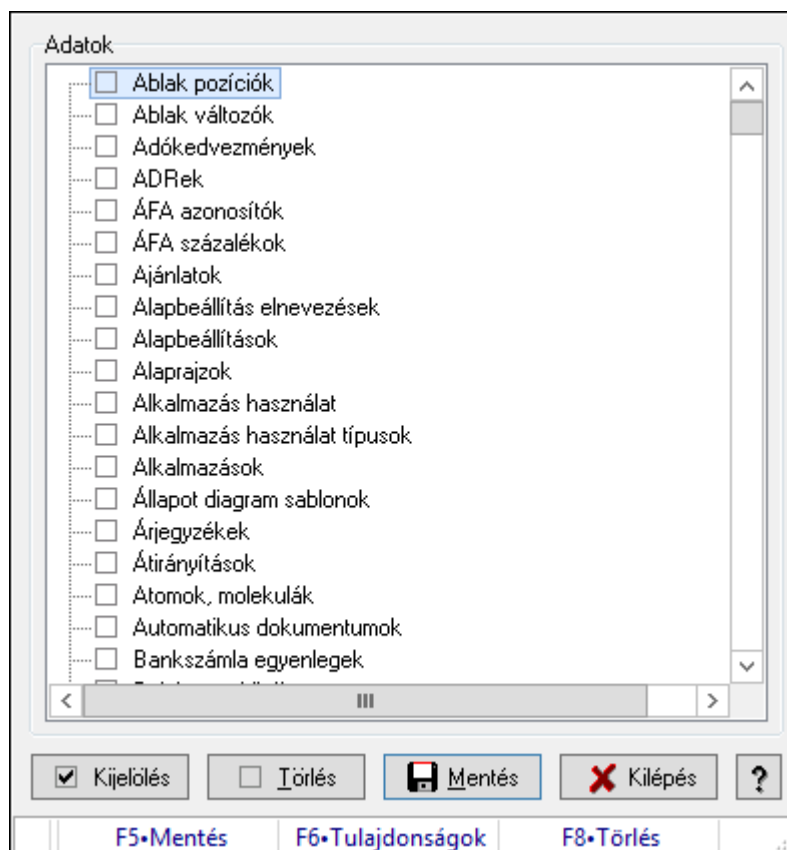 Adatok
Ablak pozíciók
Ablak változók
Adókedvezmények
ADRek
ÁFA azonosítók
ÁFA százalékok
Ajánlatok
Alapbeállítás elnevezések
Alapbeállítások
Alaprajzok
Alkalmazás használat
Alkalmazás használat típusok
Alkalmazások
Állapot diagram sablonok
Árjegyzékek
Átirányítások
Atomok, molekulák
Automatikus dokumentumok
Bankszámla egyenlegek
Kijelölés Törlés Mentés Kilépés ?
F5•Mentés F6•Tulajdonságok F8•Törlés